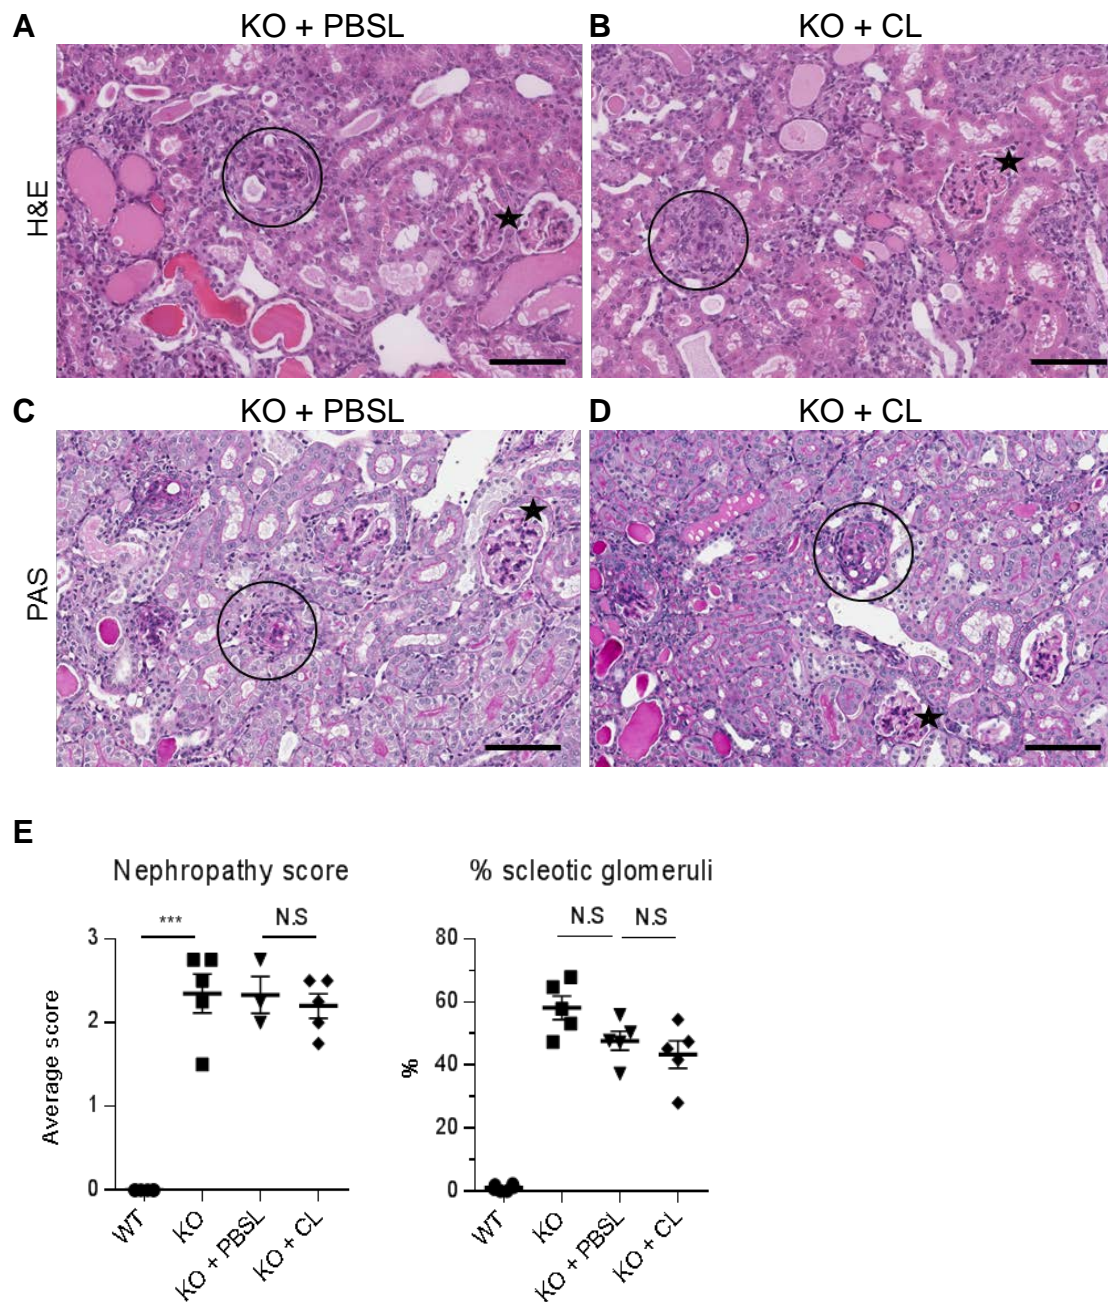 A KO + PBSL
B KO + CL
H&E
C KO + PBSL
D KO + CL
PAS
E
Nephropathy score
*** N.S
3
2
1
0
Average score
WT
KO
KO + PBSL
KO + CL
% scleotic glomeruli
N.S N.S
80
60
40
20
0
%
WT
KO
KO + PBSL
KO + CL